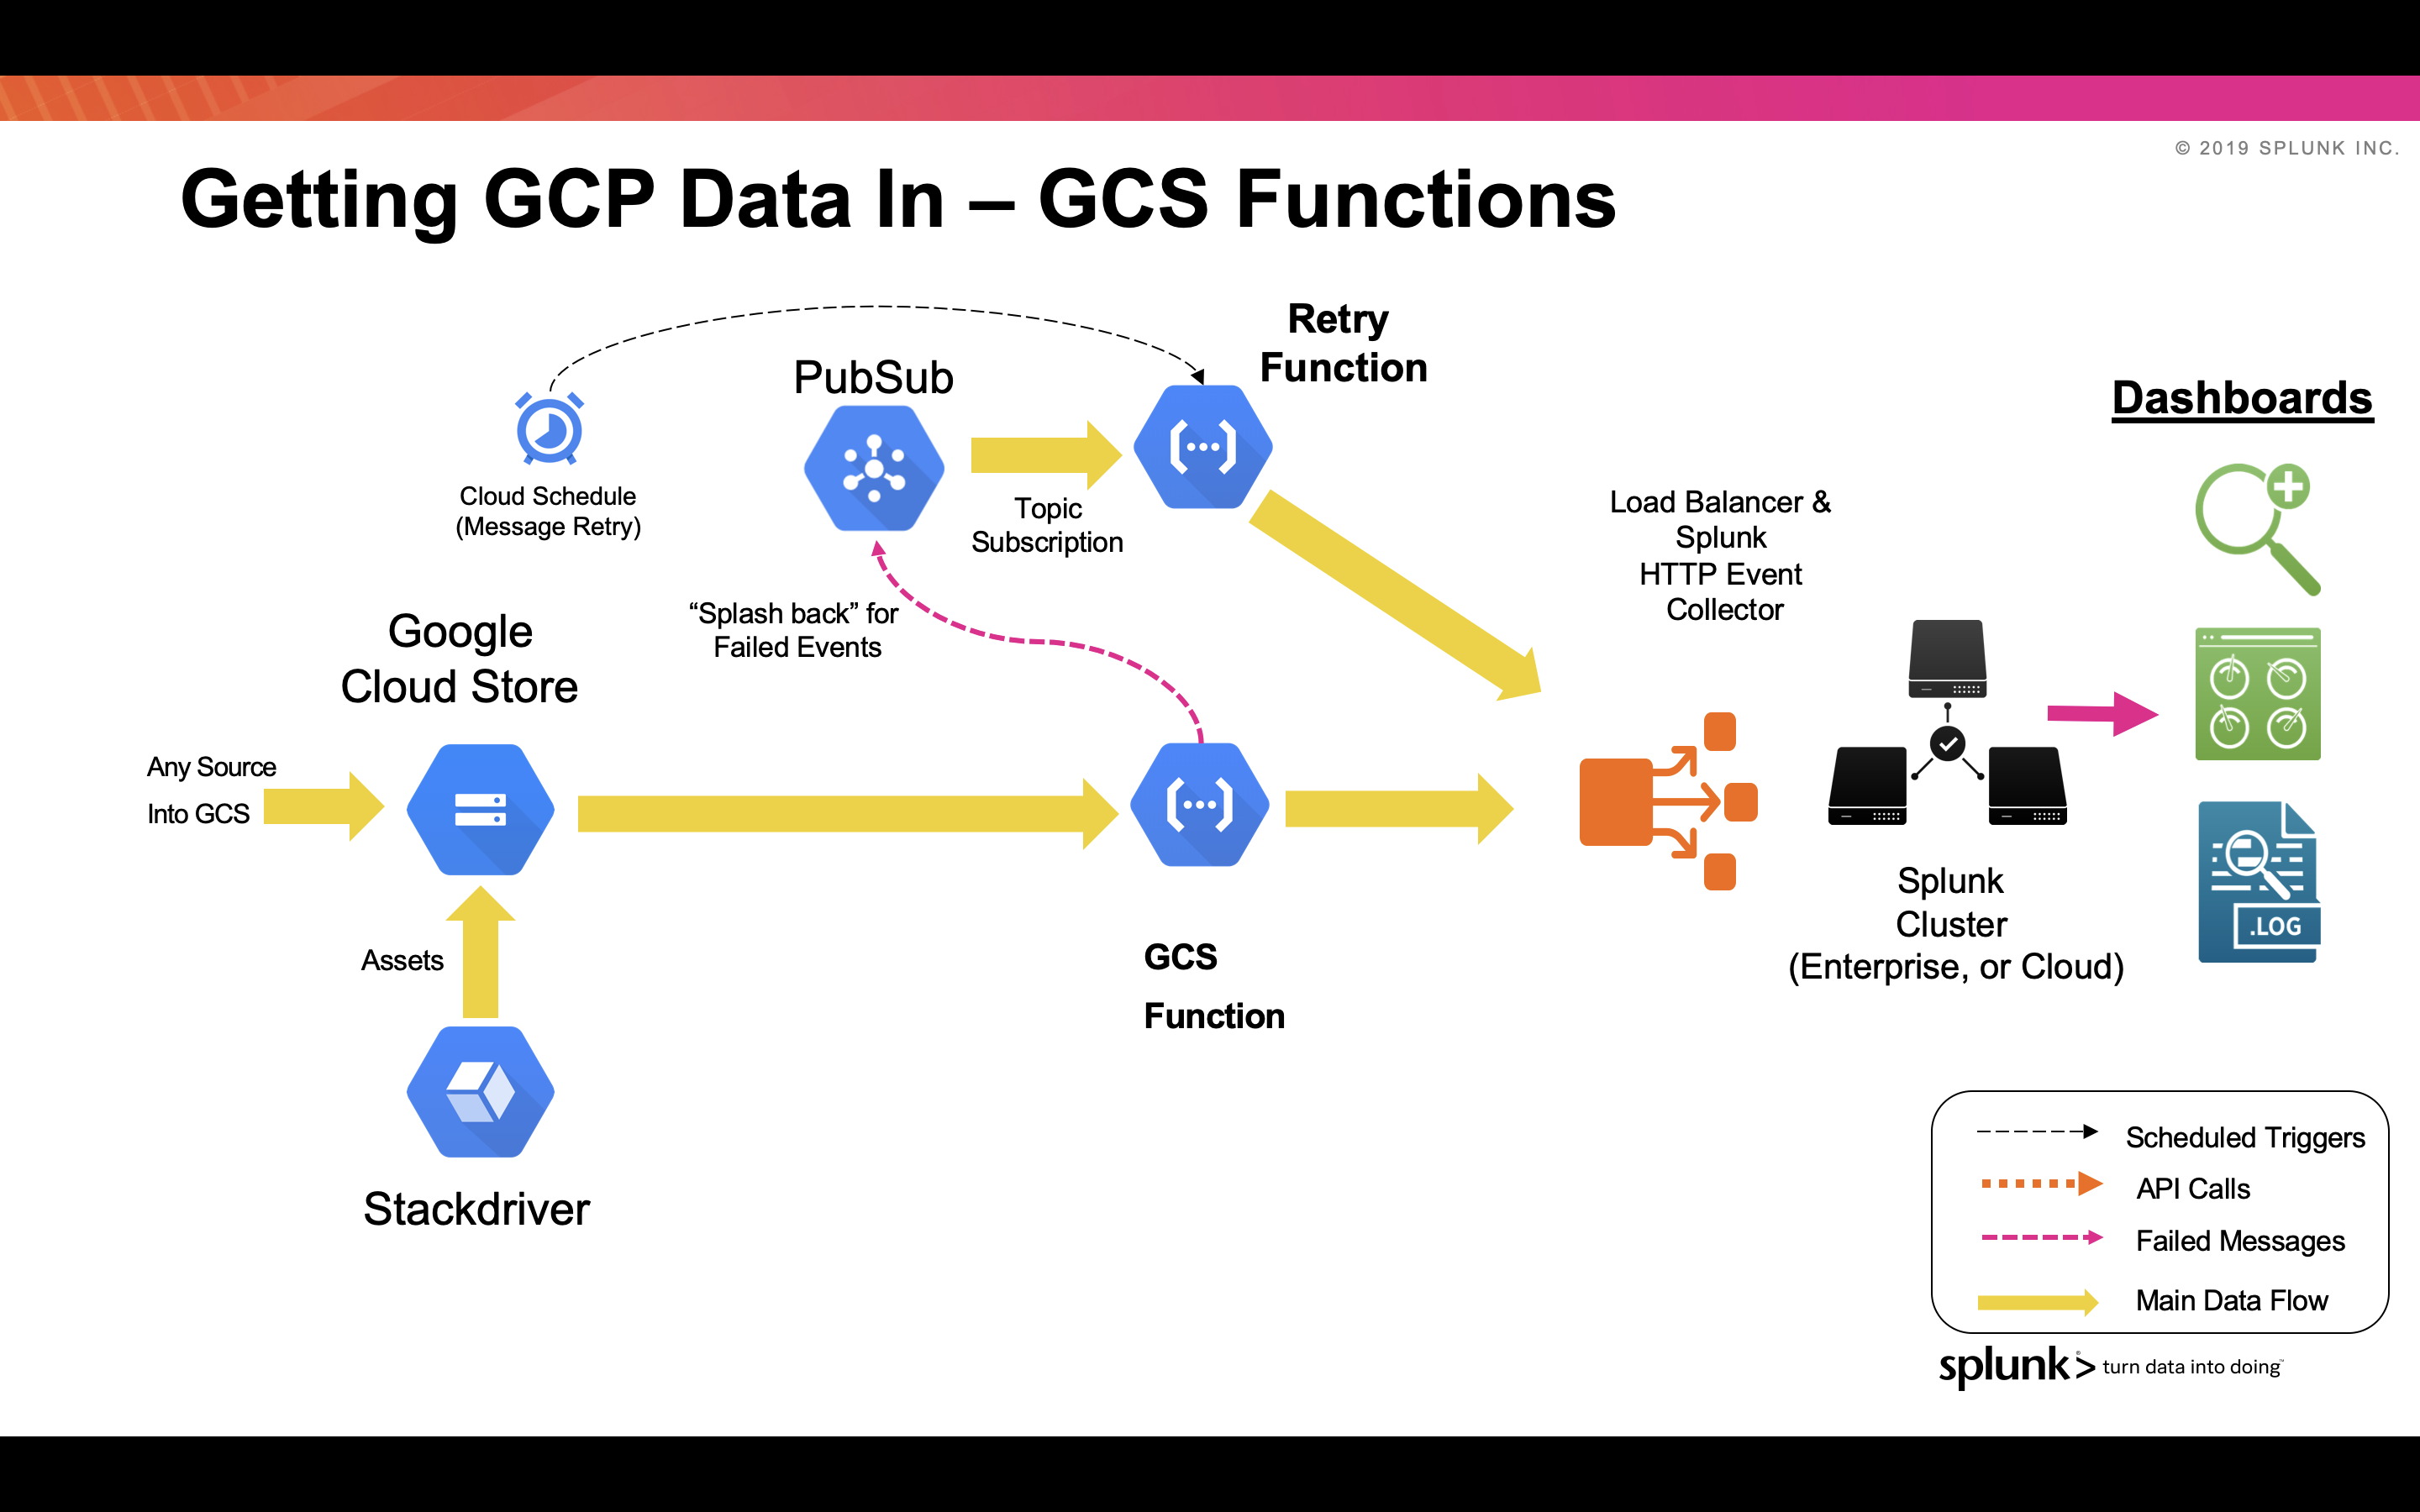 © 2019 SPLUNK INC.
Getting GCP Data In – GCS Functions
Retry
Function
PubSub
Dashboards
Cloud Schedule
(Message Retry)
Topic
Subscription
Load Balancer &
Splunk
HTTP Event
Collector
“Splash back” for
Failed Events
Google
Cloud Store
Any Source
Into GCS
Splunk
Cluster
(Enterprise, or Cloud)
.LOG
Assets
GCS
Function
Stackdriver
Scheduled Triggers
API Calls
Failed Messages
Main Data Flow
splunk> turn data into doing™